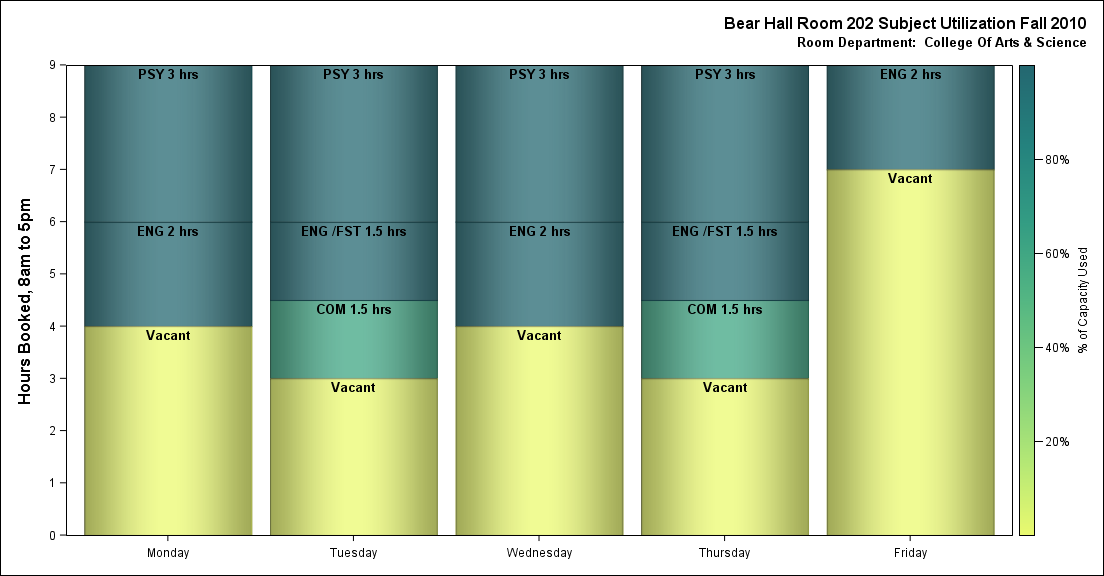 Bear Hall Room 202 Subject Utilization Fall 2010
Room Department:  College Of Arts & Science
Hours Booked, 8am to 5pm
9
8
7
6
5
4
3
2
1
0
PSY 3 hrs
ENG 2 hrs
Vacant
Monday
PSY 3 hrs
ENG /FST 1.5 hrs
COM 1.5 hrs
Vacant
Tuesday
PSY 3 hrs
ENG 2 hrs
Vacant
Wednesday
PSY 3 hrs
ENG /FST 1.5 hrs
COM 1.5 hrs
Vacant
Thursday
ENG 2 hrs
Vacant
Friday
80%
60%
40%
20%
% of Capacity Used